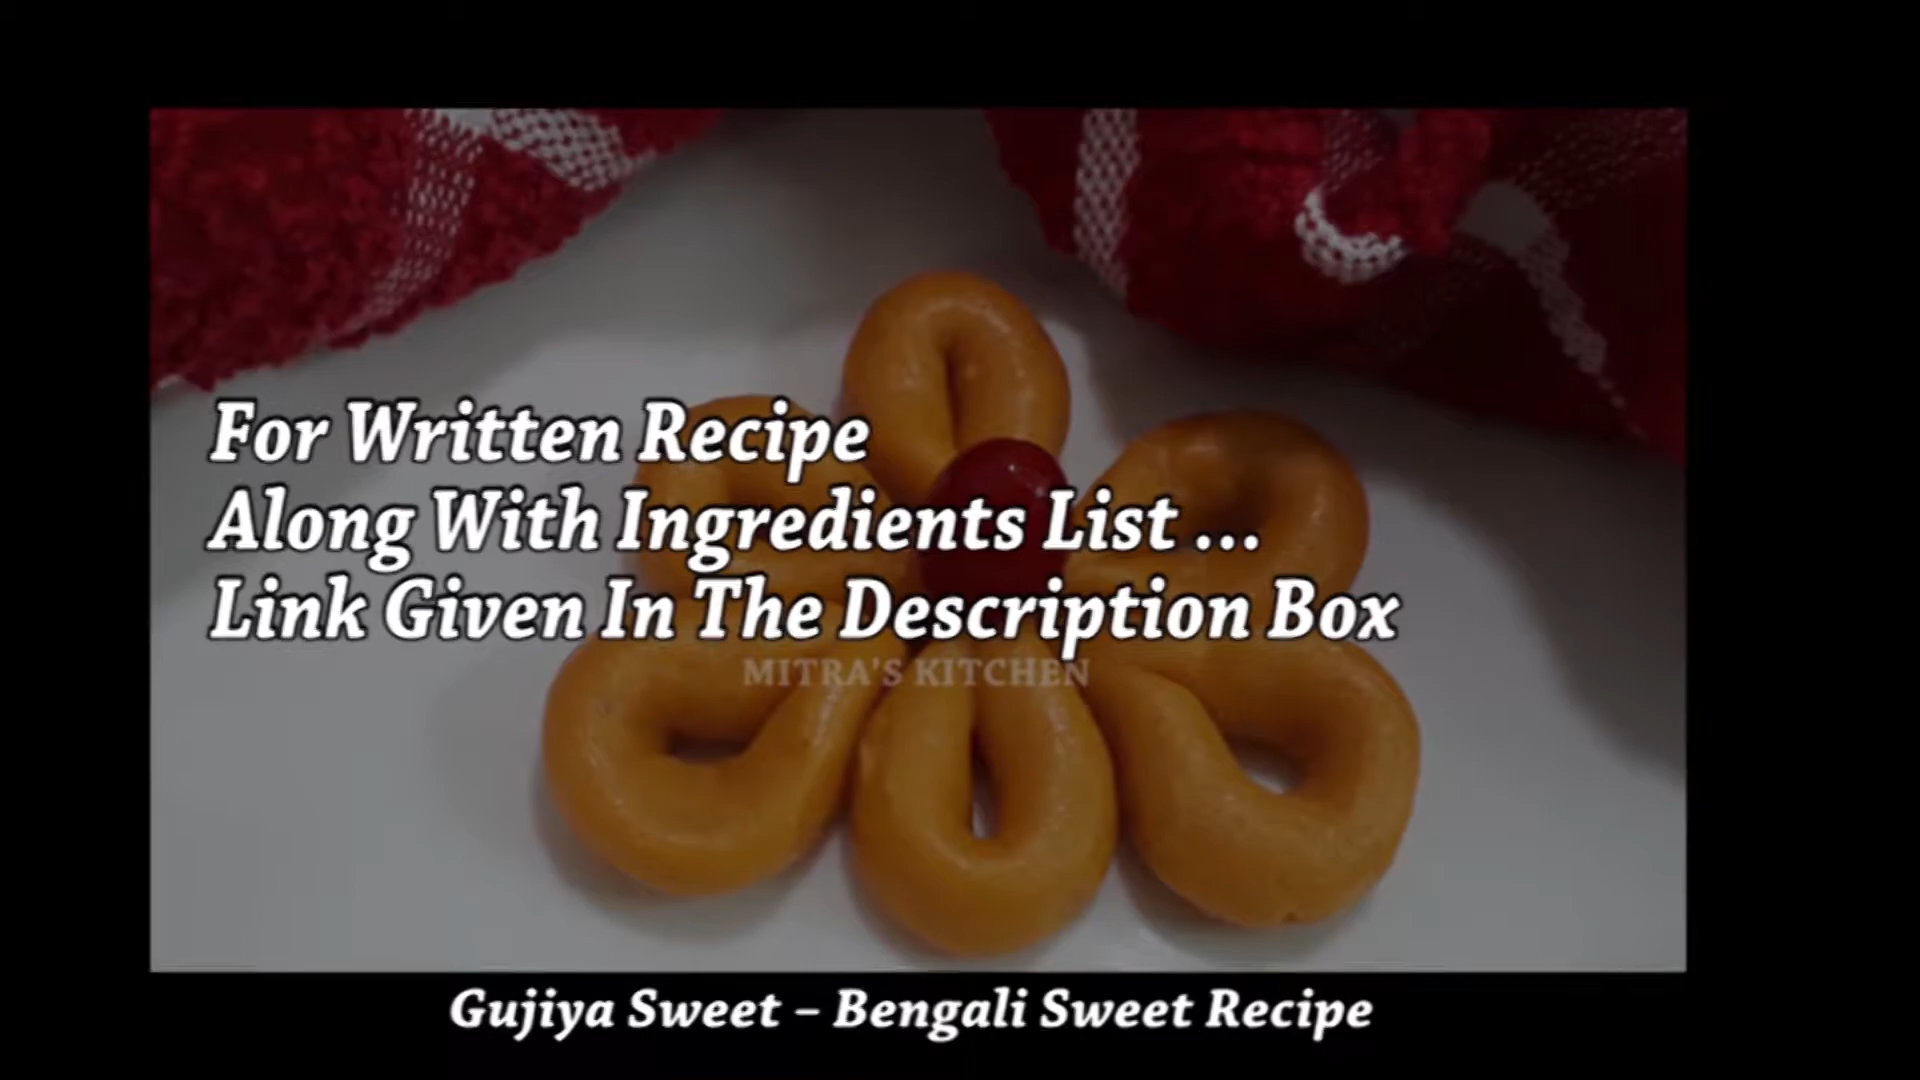 For Written Recipe
Along With Ingredients List ...
Link Given In The Description Box
MITRA'S KITCHEN
Gujiya Sweet – Bengali Sweet Recipe